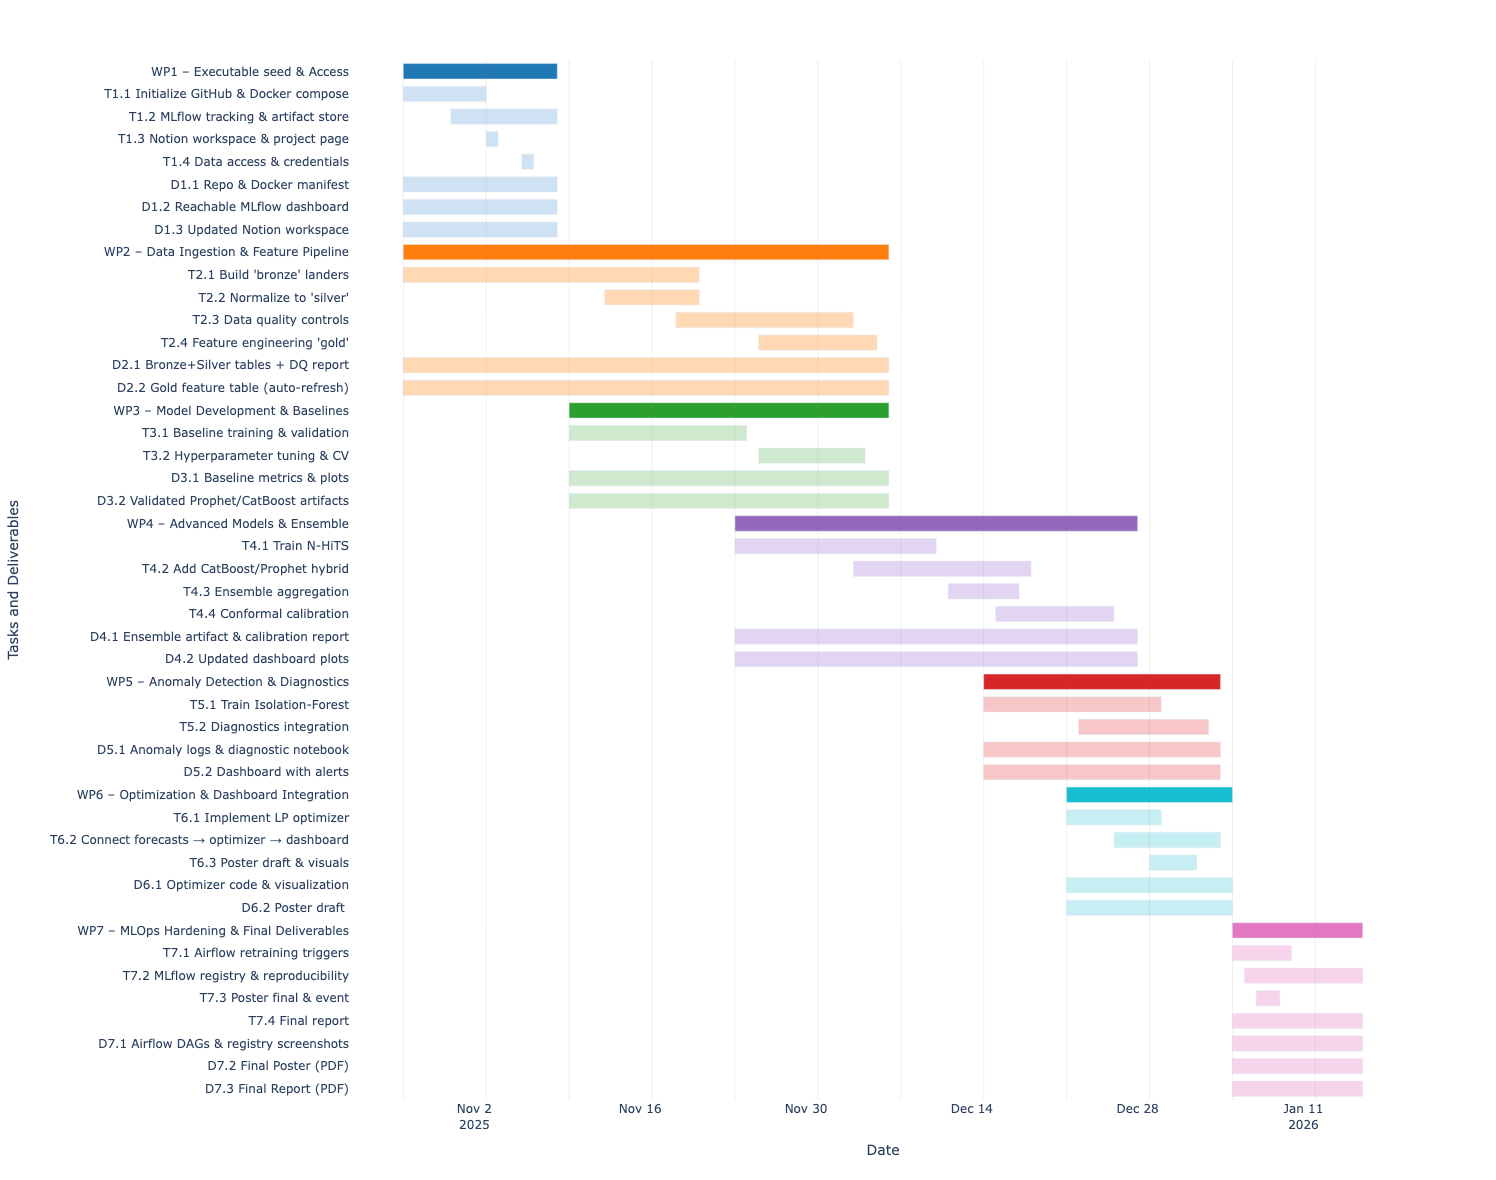 WP1 – Executable seed & Access
T1.1 Initialize GitHub & Docker compose
T1.2 MLflow tracking & artifact store
T1.3 Notion workspace & project page
T1.4 Data access & credentials
D1.1 Repo & Docker manifest
D1.2 Reachable MLflow dashboard
D1.3 Updated Notion workspace
WP2 – Data Ingestion & Feature Pipeline
T2.1 Build 'bronze' landers
T2.2 Normalize to 'silver'
T2.3 Data quality controls
T2.4 Feature engineering 'gold'
D2.1 Bronze+Silver tables + DQ report
D2.2 Gold feature table (auto-refresh)
WP3 – Model Development & Baselines
T3.1 Baseline training & validation
T3.2 Hyperparameter tuning & CV
D3.1 Baseline metrics & plots
D3.2 Validated Prophet/CatBoost artifacts
WP4 – Advanced Models & Ensemble
T4.1 Train N-HiTS
T4.2 Add CatBoost/Prophet hybrid
T4.3 Ensemble aggregation
T4.4 Conformal calibration
D4.1 Ensemble artifact & calibration report
D4.2 Updated dashboard plots
WP5 – Anomaly Detection & Diagnostics
T5.1 Train Isolation-Forest
T5.2 Diagnostics integration
D5.1 Anomaly logs & diagnostic notebook
D5.2 Dashboard with alerts
WP6 – Optimization & Dashboard Integration
T6.1 Implement LP optimizer
T6.2 Connect forecasts → optimizer → dashboard
T6.3 Poster draft & visuals
D6.1 Optimizer code & visualization
D6.2 Poster draft
WP7 – MLOps Hardening & Final Deliverables
T7.1 Airflow retraining triggers
T7.2 MLflow registry & reproducibility
T7.3 Poster final & event
T7.4 Final report
D7.1 Airflow DAGs & registry screenshots
D7.2 Final Poster (PDF)
D7.3 Final Report (PDF)
Tasks and Deliverables
Nov 2 Nov 16 Nov 30 Dec 14 Dec 28 Jan 11
2025 2026
Date